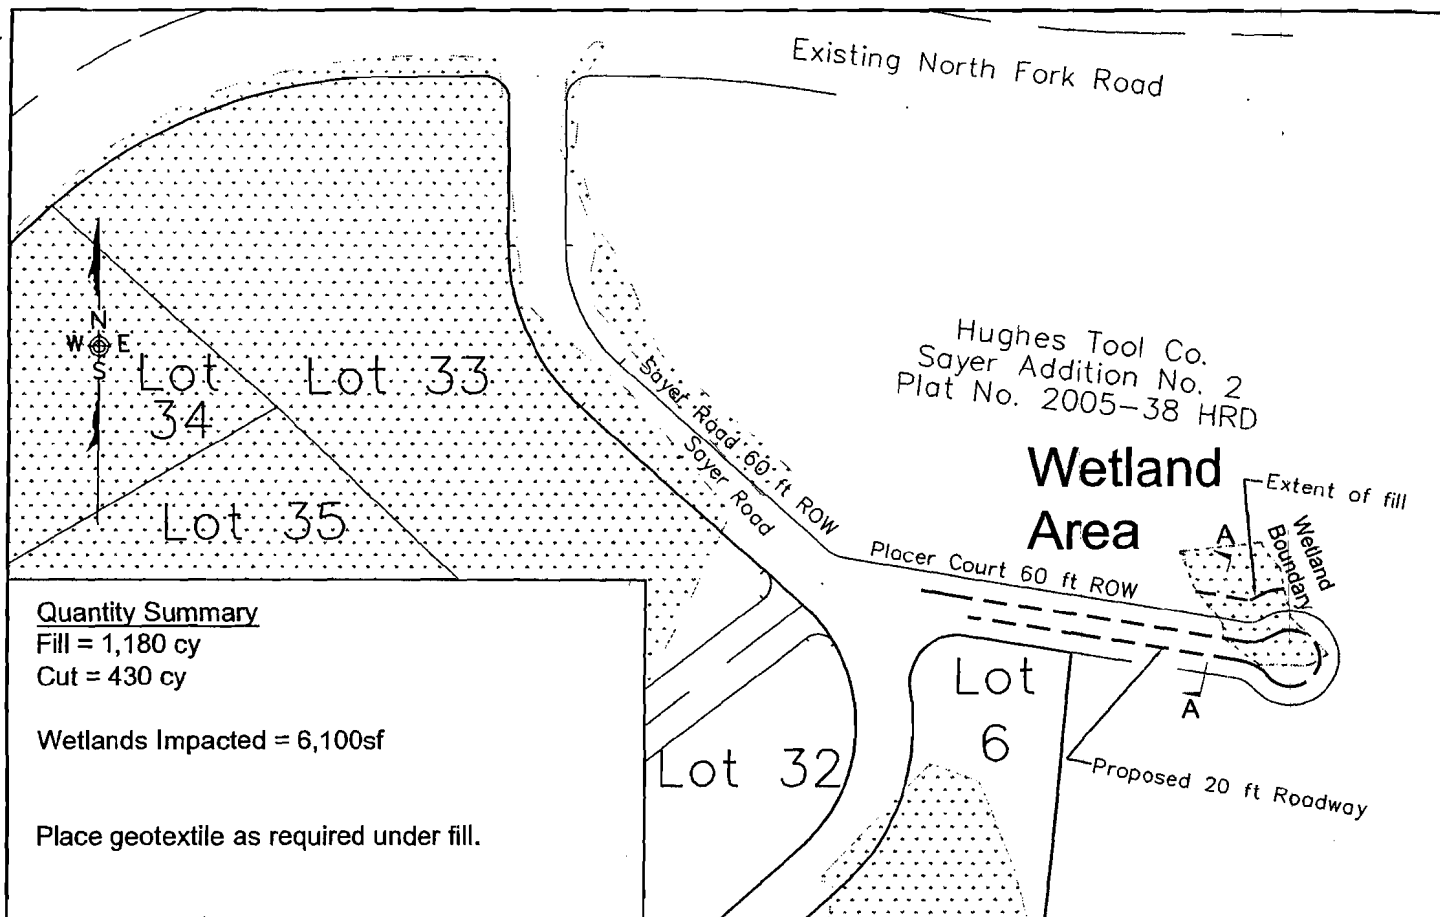 Existing North Fork Road
N
W E
S
Lot
34
Lot 33
Lot 35
Sayer Road 60 ft ROW
Sayer Road
Hughes Tool Co.
Sayer Addition No. 2
Plat No. 2005-38 HRD
Wetland
Area
Extent of fill
Wetland
Boundary
A
Placer Court 60 ft ROW
A
Lot
6
Lot 32
Proposed 20 ft Roadway
Quantity Summary
Fill = 1,180 cy
Cut = 430 cy
Wetlands Impacted = 6,100sf
Place geotextile as required under fill.